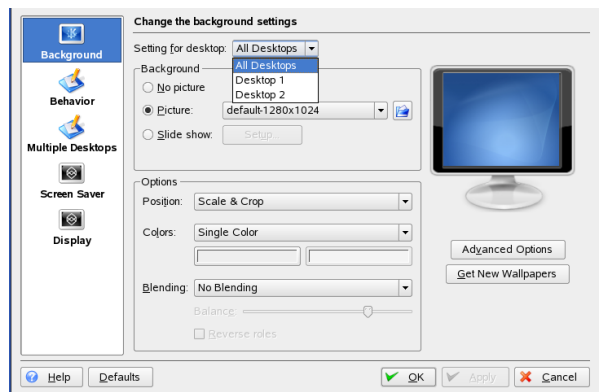 Change the background settings
Background
Behavior
Multiple Desktops
Screen Saver
Display
Setting for desktop: All Desktops
All Desktops
Desktop 1
Desktop 2
Background
No picture
Picture: default-1280x1024
Slide show: Setup...
Options
Position: Scale & Crop
Colors: Single Color
Blending: No Blending
Balance:
Reverse roles
Advanced Options
Get New Wallpapers
Help Defaults OK Apply Cancel